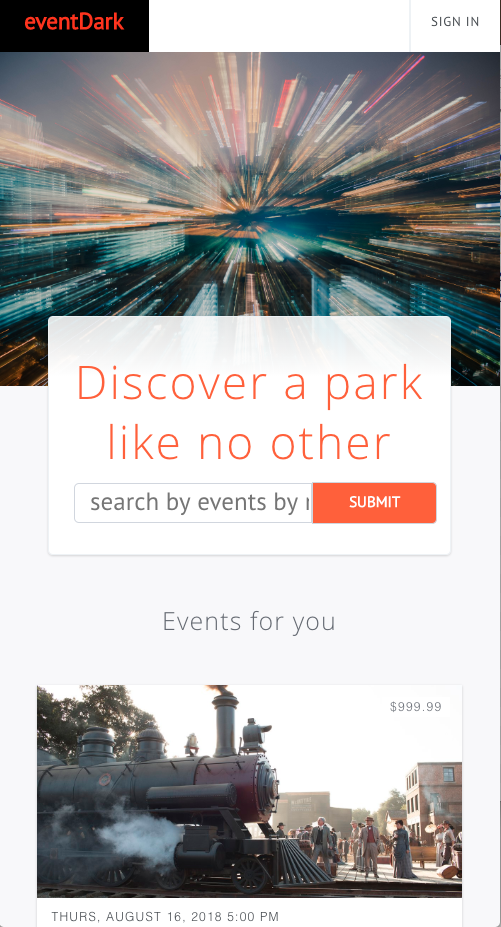 eventDark
SIGN IN
Discover a park
like no other
search by events by
SUBMIT
Events for you
$999.99
THURS, AUGUST 16, 2018 5:00 PM